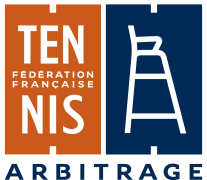 TEN
FÉDÉRATION
FRANÇAISE
NIS
ARBITRAGE